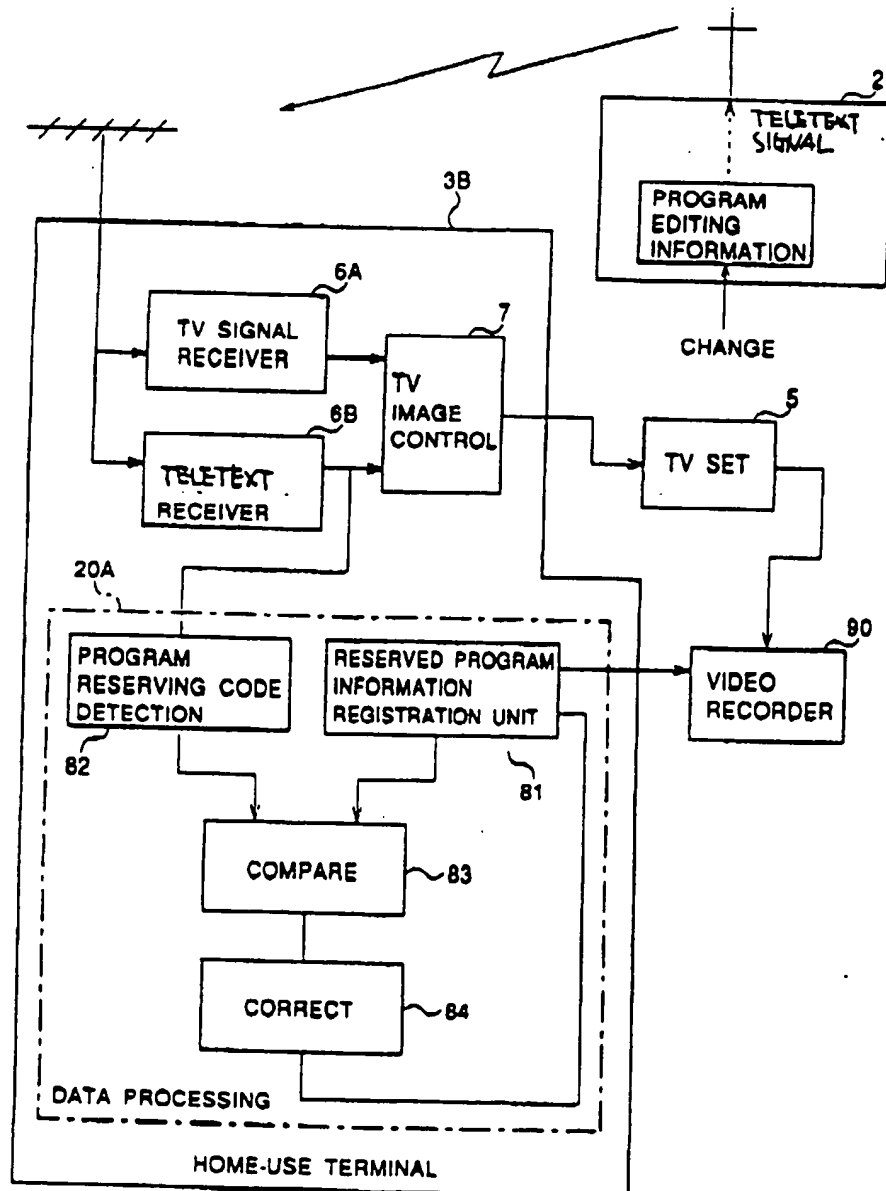 2
TELETEXT
SIGNAL
PROGRAM
EDITING
INFORMATION
CHANGE
3B
6A
TV SIGNAL
RECEIVER
6B
TELETEXT
RECEIVER
7
TV
IMAGE
CONTROL
5
TV SET
20A
PROGRAM
RESERVING CODE
DETECTION
82
RESERVED PROGRAM
INFORMATION
REGISTRATION UNIT
81
90
VIDEO
RECORDER
COMPARE
83
CORRECT
84
DATA PROCESSING
HOME-USE TERMINAL